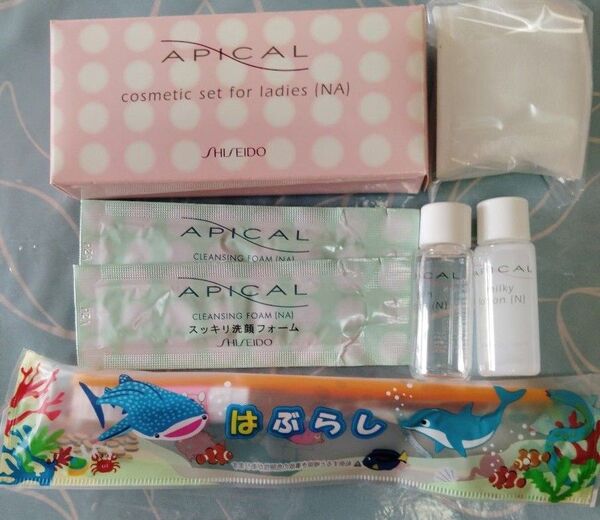 APICAL
cosmetic set for ladies (NA)
SHISEIDO
APICAL
CLEANSING FOAM (NA)
APICAL
CLEANSING FOAM (NA)
スッキリ洗顔フォーム
SHISEIDO
(N)
APICAL
milky
lotion (N)
はぶらし